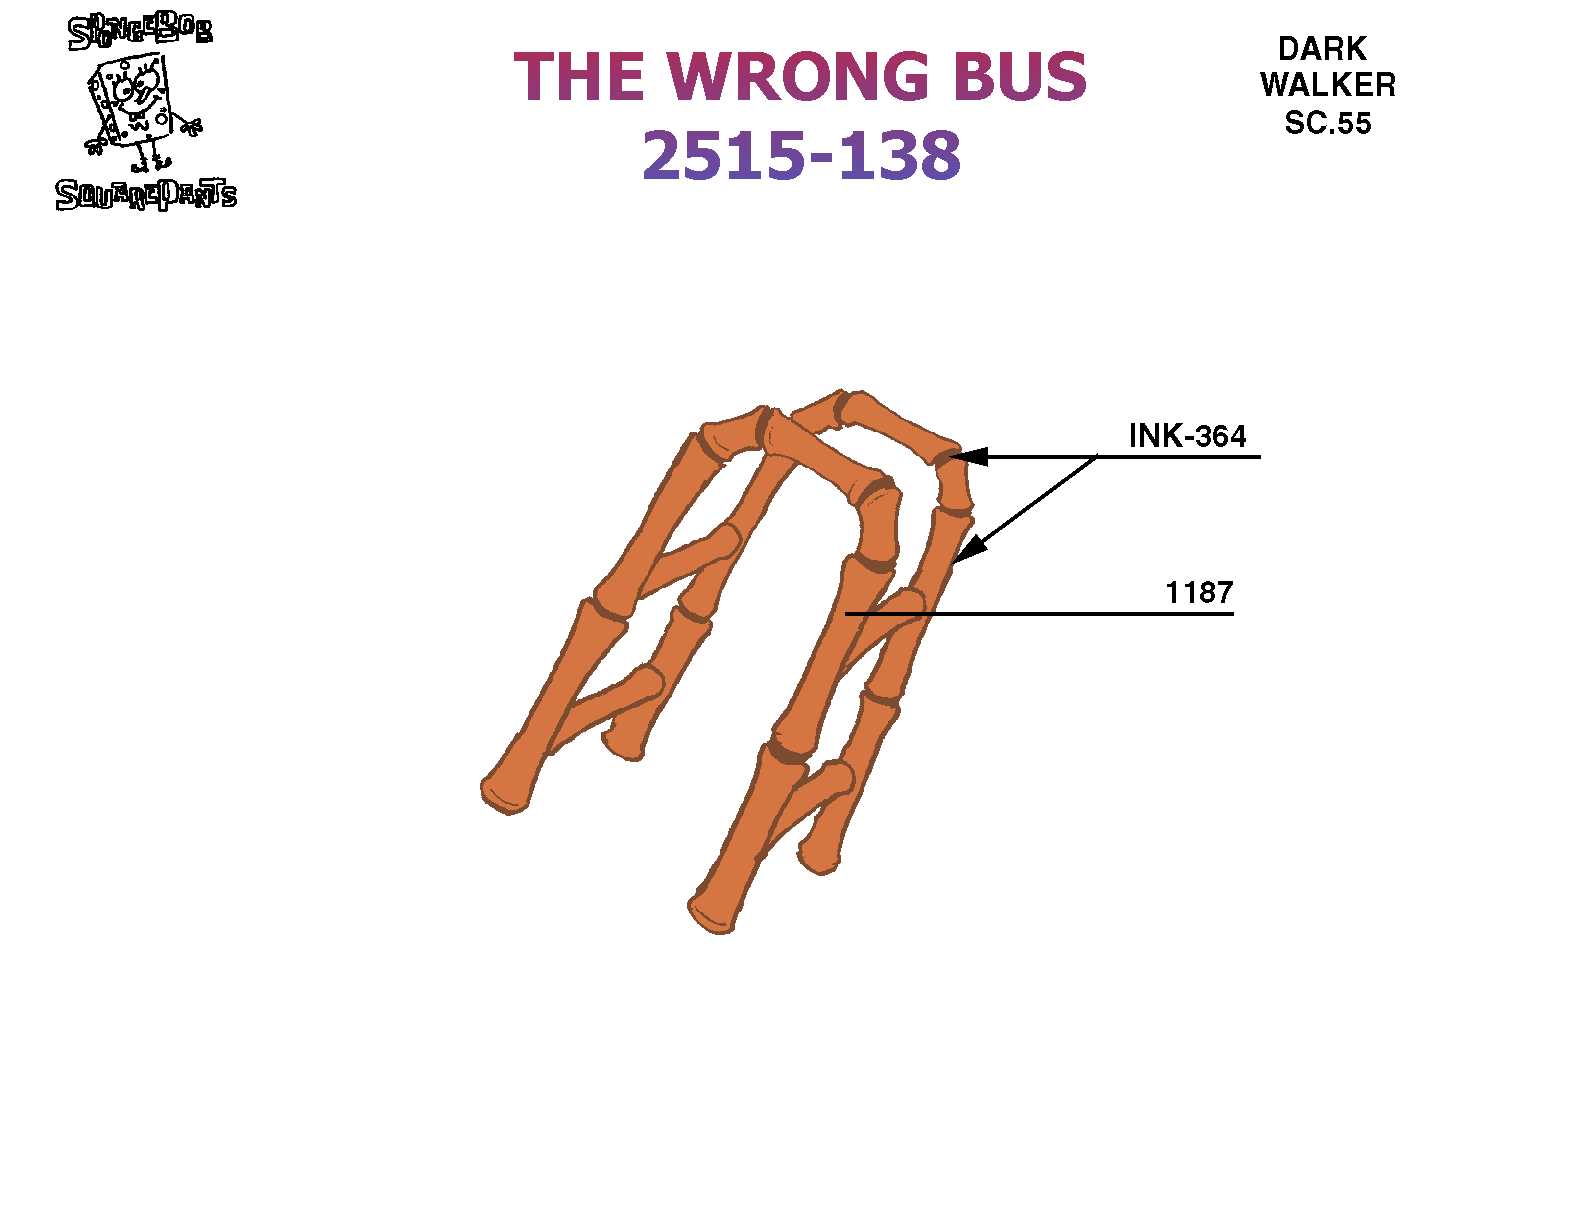 SPONGEBOB
SQUAREPANTS
THE WRONG BUS
2515-138
DARK
WALKER
SC.55
INK-364
1187